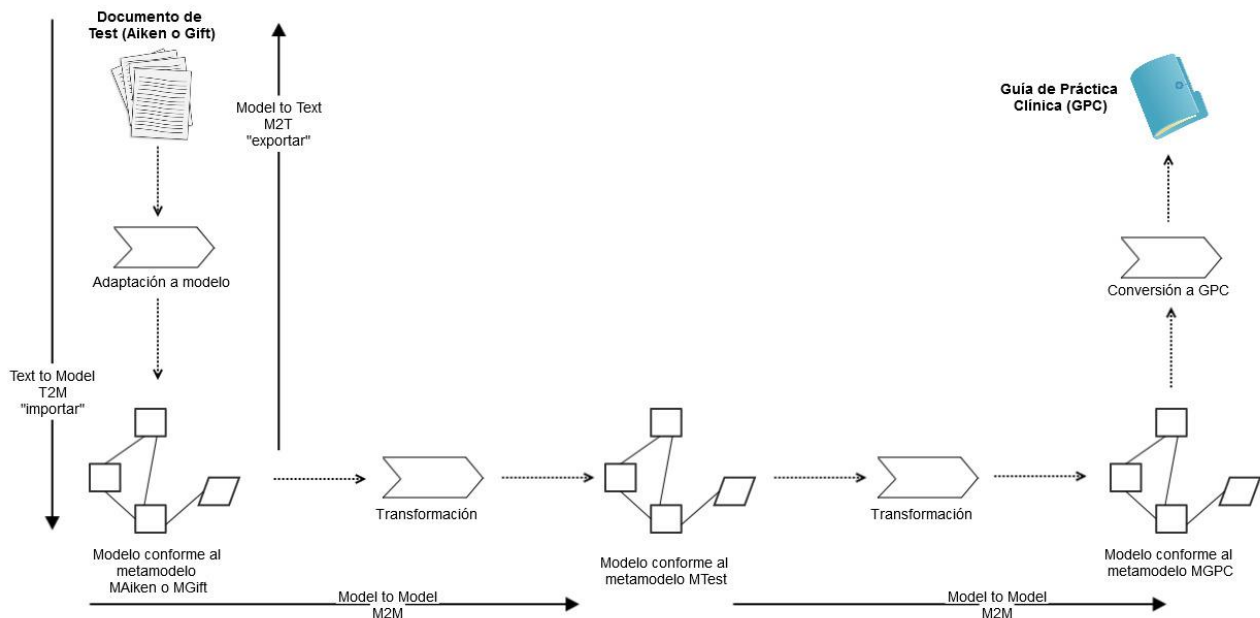 Documento de
Test (Aiken o Gift)
Model to Text
M2T
"exportar"
Guía de Práctica
Clínica (GPC)
Adaptación a modelo
Conversión a GPC
Text to Model
T2M
"importar"
Transformación
Transformación
Modelo conforme al
metamodelo
MAiken o MGift
Modelo conforme al
metamodelo MTest
Modelo conforme al
metamodelo MGPC
Model to Model
M2M
Model to Model
M2M